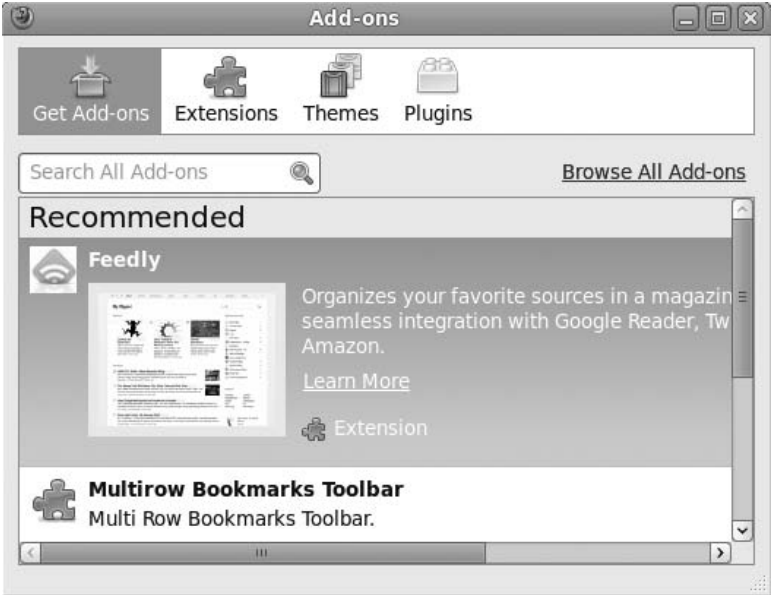 Add-ons
Get Add-ons Extensions Themes Plugins
Search All Add-ons Browse All Add-ons
Recommended
Feedly
Organizes your favorite sources in a magazin
seamless integration with Google Reader, Tw
Amazon.
Learn More
Extension
Multirow Bookmarks Toolbar
Multi Row Bookmarks Toolbar.